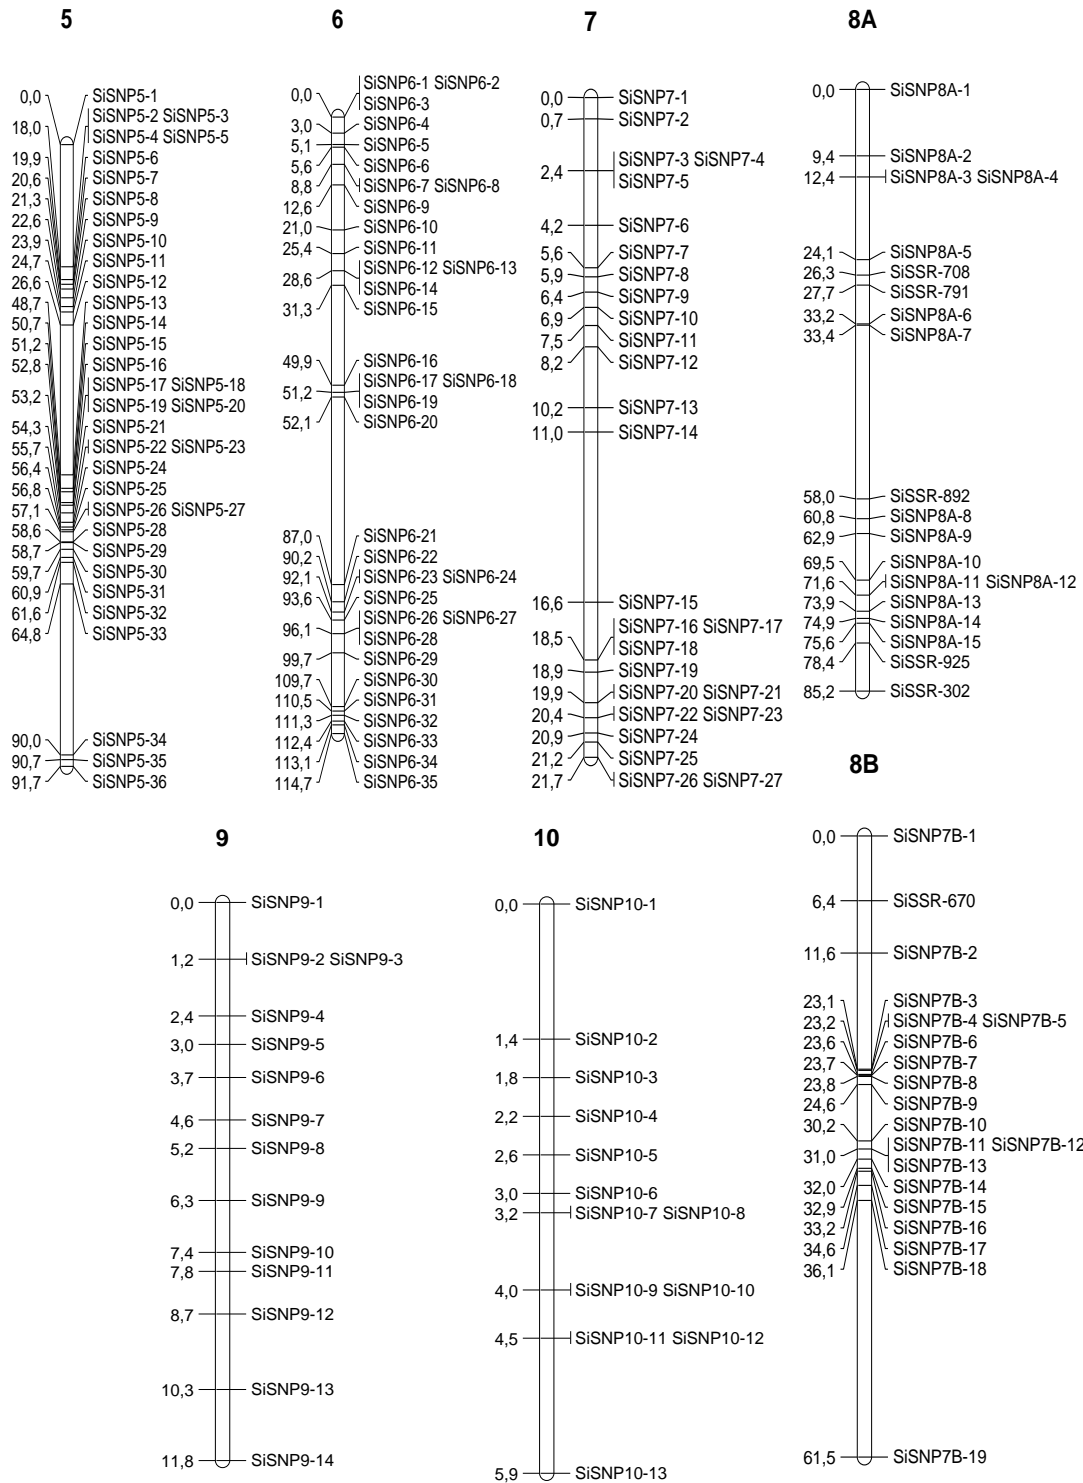 5
0,0 SiSNP5-1
18,0 SiSNP5-2 SiSNP5-3
SiSNP5-4 SiSNP5-5
19,9 SiSNP5-6
20,6 SiSNP5-7
21,3 SiSNP5-8
22,6 SiSNP5-9
23,9 SiSNP5-10
24,7 SiSNP5-11
26,6 SiSNP5-12
48,7 SiSNP5-13
50,7 SiSNP5-14
51,2 SiSNP5-15
52,8 SiSNP5-16
53,2 SiSNP5-17 SiSNP5-18
SiSNP5-19 SiSNP5-20
54,3 SiSNP5-21
55,7 SiSNP5-22 SiSNP5-23
56,4 SiSNP5-24
56,8 SiSNP5-25
57,1 SiSNP5-26 SiSNP5-27
58,6 SiSNP5-28
58,7 SiSNP5-29
59,7 SiSNP5-30
60,9 SiSNP5-31
61,6 SiSNP5-32
64,8 SiSNP5-33
90,0 SiSNP5-34
90,7 SiSNP5-35
91,7 SiSNP5-36
6
0,0 SiSNP6-1 SiSNP6-2
SiSNP6-3
3,0 SiSNP6-4
5,1 SiSNP6-5
5,6 SiSNP6-6
8,8 SiSNP6-7 SiSNP6-8
12,6 SiSNP6-9
21,0 SiSNP6-10
25,4 SiSNP6-11
28,6 SiSNP6-12 SiSNP6-13
SiSNP6-14
31,3 SiSNP6-15
49,9 SiSNP6-16
51,2 SiSNP6-17 SiSNP6-18
SiSNP6-19
52,1 SiSNP6-20
87,0 SiSNP6-21
90,2 SiSNP6-22
92,1 SiSNP6-23 SiSNP6-24
93,6 SiSNP6-25
96,1 SiSNP6-26 SiSNP6-27
SiSNP6-28
99,7 SiSNP6-29
109,7 SiSNP6-30
110,5 SiSNP6-31
111,3 SiSNP6-32
112,4 SiSNP6-33
113,1 SiSNP6-34
114,7 SiSNP6-35
7
0,0 SiSNP7-1
0,7 SiSNP7-2
2,4 SiSNP7-3 SiSNP7-4
SiSNP7-5
4,2 SiSNP7-6
5,6 SiSNP7-7
5,9 SiSNP7-8
6,4 SiSNP7-9
6,9 SiSNP7-10
7,5 SiSNP7-11
8,2 SiSNP7-12
10,2 SiSNP7-13
11,0 SiSNP7-14
16,6 SiSNP7-15
18,5 SiSNP7-16 SiSNP7-17
SiSNP7-18
18,9 SiSNP7-19
19,9 SiSNP7-20 SiSNP7-21
20,4 SiSNP7-22 SiSNP7-23
20,9 SiSNP7-24
21,2 SiSNP7-25
21,7 SiSNP7-26 SiSNP7-27
8A
0,0 SiSNP8A-1
9,4 SiSNP8A-2
12,4 SiSNP8A-3 SiSNP8A-4
24,1 SiSNP8A-5
26,3 SiSSR-708
27,7 SiSSR-791
33,2 SiSNP8A-6
33,4 SiSNP8A-7
58,0 SiSSR-892
60,8 SiSNP8A-8
62,9 SiSNP8A-9
69,5 SiSNP8A-10
71,6 SiSNP8A-11 SiSNP8A-12
73,9 SiSNP8A-13
74,9 SiSNP8A-14
75,6 SiSNP8A-15
78,4 SiSSR-925
85,2 SiSSR-302
9
0,0 SiSNP9-1
1,2 SiSNP9-2 SiSNP9-3
2,4 SiSNP9-4
3,0 SiSNP9-5
3,7 SiSNP9-6
4,6 SiSNP9-7
5,2 SiSNP9-8
6,3 SiSNP9-9
7,4 SiSNP9-10
7,8 SiSNP9-11
8,7 SiSNP9-12
10,3 SiSNP9-13
11,8 SiSNP9-14
10
0,0 SiSNP10-1
1,4 SiSNP10-2
1,8 SiSNP10-3
2,2 SiSNP10-4
2,6 SiSNP10-5
3,0 SiSNP10-6
3,2 SiSNP10-7 SiSNP10-8
4,0 SiSNP10-9 SiSNP10-10
4,5 SiSNP10-11 SiSNP10-12
5,9 SiSNP10-13
8B
0,0 SiSNP7B-1
6,4 SiSSR-670
11,6 SiSNP7B-2
23,1 SiSNP7B-3
23,2 SiSNP7B-4 SiSNP7B-5
23,6 SiSNP7B-6
23,7 SiSNP7B-7
23,8 SiSNP7B-8
24,6 SiSNP7B-9
30,2 SiSNP7B-10
31,0 SiSNP7B-11 SiSNP7B-12
SiSNP7B-13
32,0 SiSNP7B-14
32,9 SiSNP7B-15
33,2 SiSNP7B-16
34,6 SiSNP7B-17
36,1 SiSNP7B-18
61,5 SiSNP7B-19